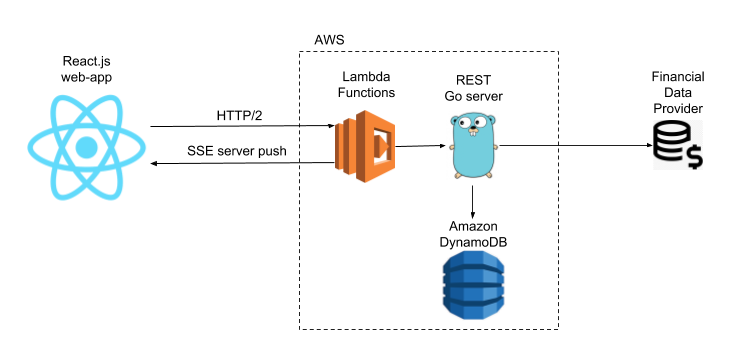 AWS
React.js
web-app
Lambda
Functions
REST
Go server
Financial
Data
Provider
HTTP/2
SSE server push
$
Amazon
DynamoDB